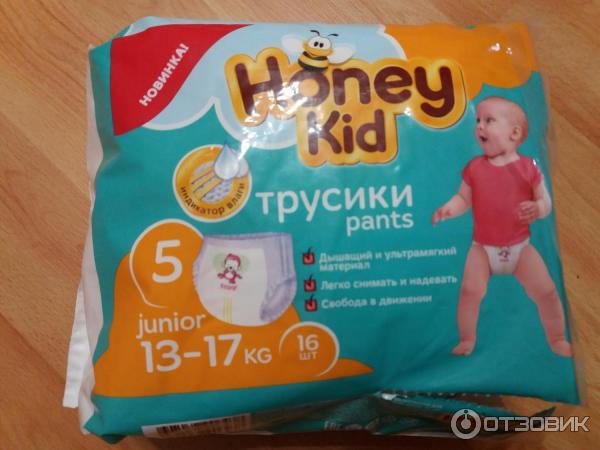 НОВИНКА!
Honey
Kid
индикатор влаги
трусики
pants
Дышащий и ультрамягкий
материал
Легко снимать и надевать
Свобода в движении
5
junior
13-17 KG
16
шт
ОТЗОВИК